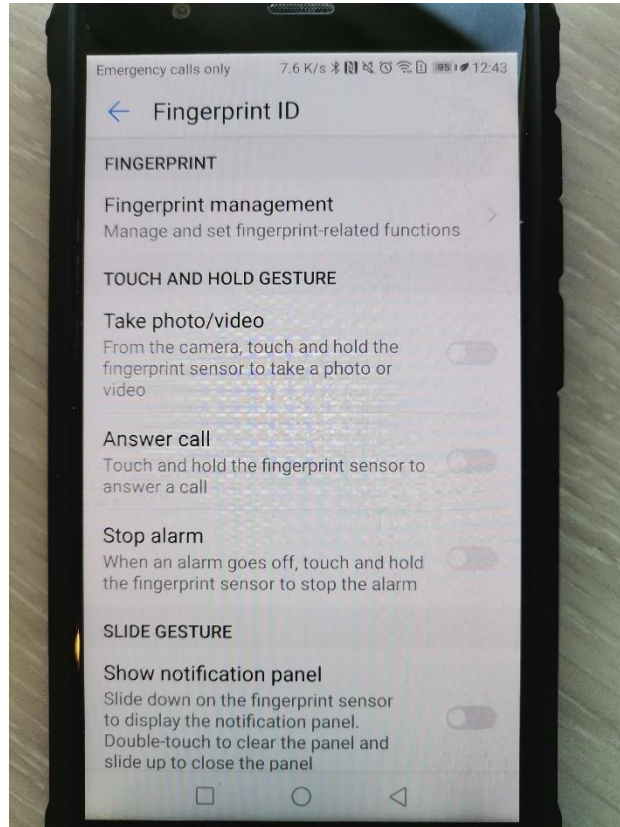 Emergency calls only 7.6 K/s 95 12:43
Fingerprint ID
FINGERPRINT
Fingerprint management
Manage and set fingerprint-related functions
TOUCH AND HOLD GESTURE
Take photo/video
From the camera, touch and hold the
fingerprint sensor to take a photo or
video
Answer call
Touch and hold the fingerprint sensor to
answer a call
Stop alarm
When an alarm goes off, touch and hold
the fingerprint sensor to stop the alarm
SLIDE GESTURE
Show notification panel
Slide down on the fingerprint sensor
to display the notification panel.
Double-touch to clear the panel and
slide up to close the panel